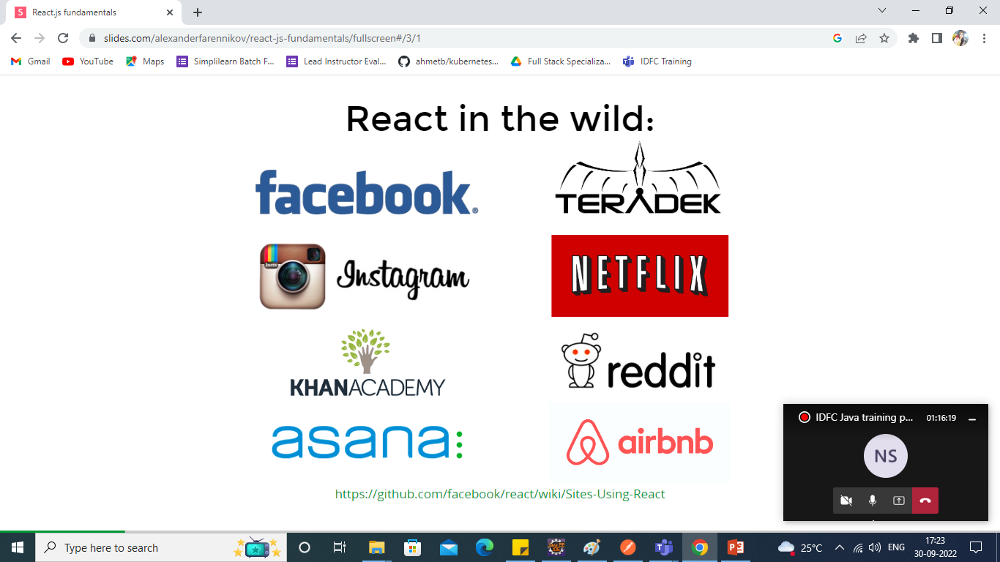 React.js fundamentals
slides.com/alexanderfarennikov/react-js-fundamentals/fullscreen#/3/1
Gmail YouTube Maps Simplilearn Batch F... Lead Instructor Eval... ahmetb/kubernetes... Full Stack Specializa... IDFC Training
React in the wild:
facebook®
TERADEK
Insta Instagram
NETFLIX
KHANACADEMY
reddit
asana:
airbnb
https://github.com/facebook/react/wiki/Sites-Using-React
IDFC Java training p... 01:16:19
NS
Type here to search
25°C ENG
17:23
30-09-2022